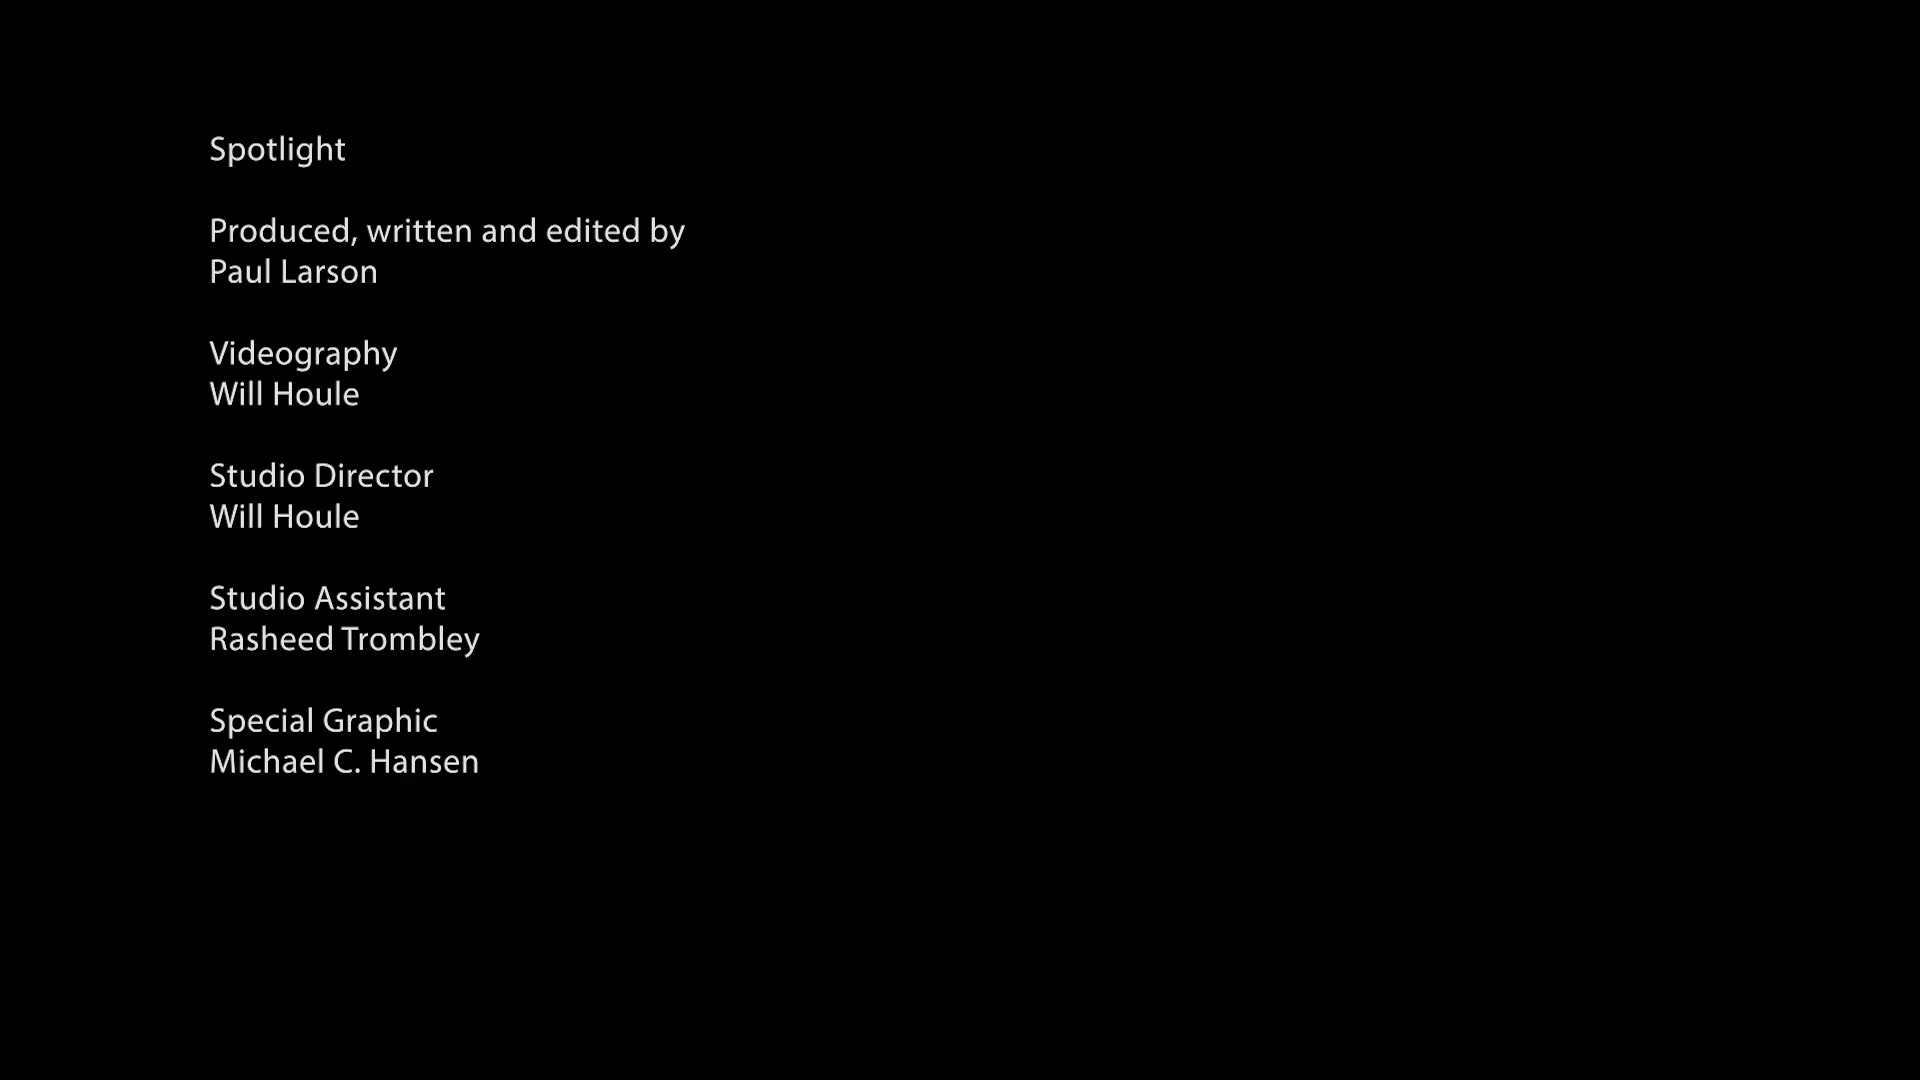 Spotlight
Produced, written and edited by
Paul Larson
Videography
Will Houle
Studio Director
Will Houle
Studio Assistant
Rasheed Trombley
Special Graphic
Michael C. Hansen